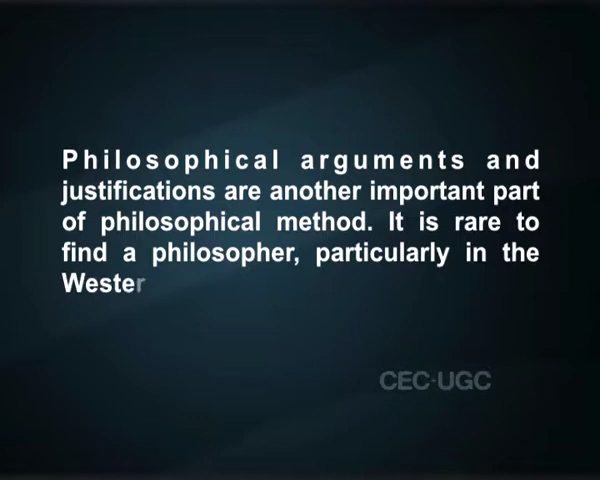 Philosophical arguments and
justifications are another important part
of philosophical method. It is rare to
find a philosopher, particularly in the
Wester
CEC-UGC